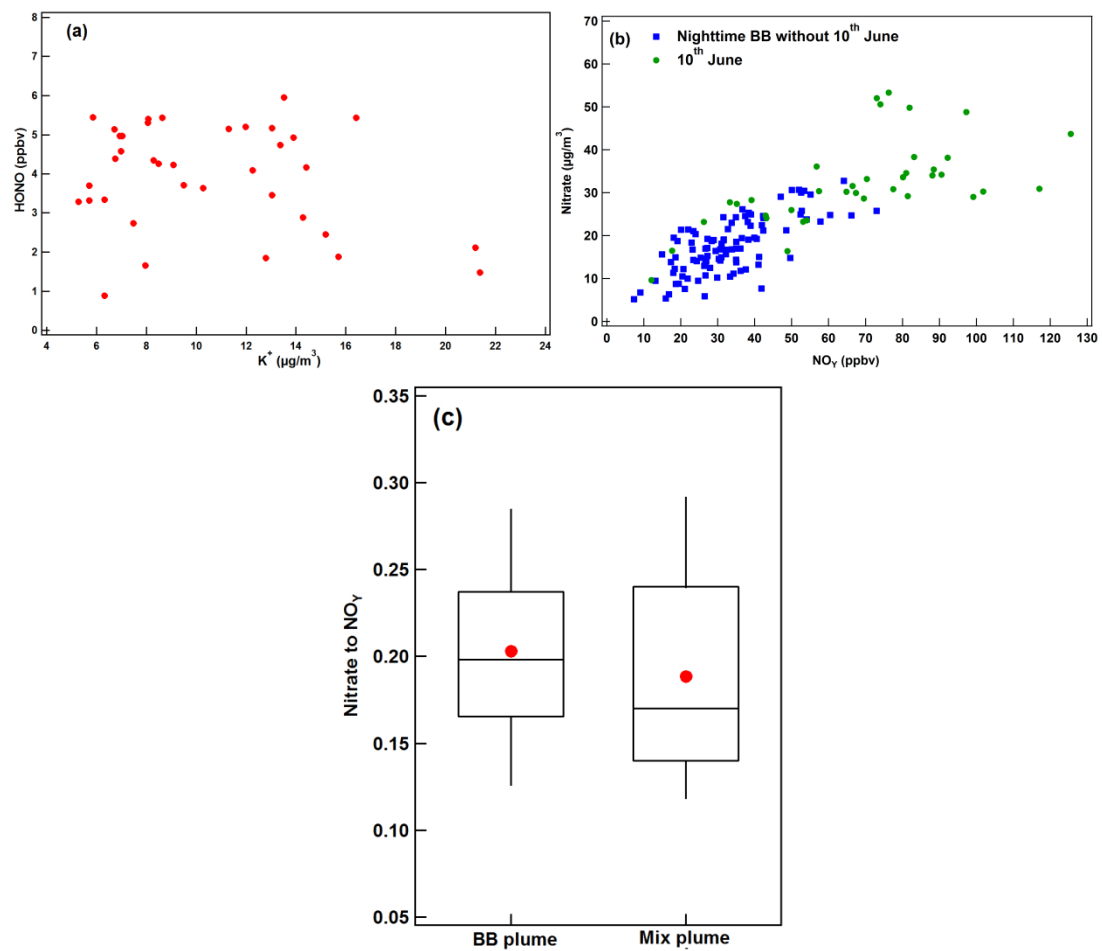 (a)
8
7
6
5
4
3
2
1
0
HONO (ppbv)
4 6 8 10 12 14 16 18 20 22 24
K⁺ (µg/m³)
(b)
Nighttime BB without 10ᵗʰ June
10ᵗʰ June
70
60
50
40
30
20
10
0
Nitrate (µg/m³)
0 10 20 30 40 50 60 70 80 90 100 110 120 130
NOY (ppbv)
(c)
0.35
0.30
0.25
0.20
0.15
0.10
0.05
Nitrate to NOY
BB plume Mix plume